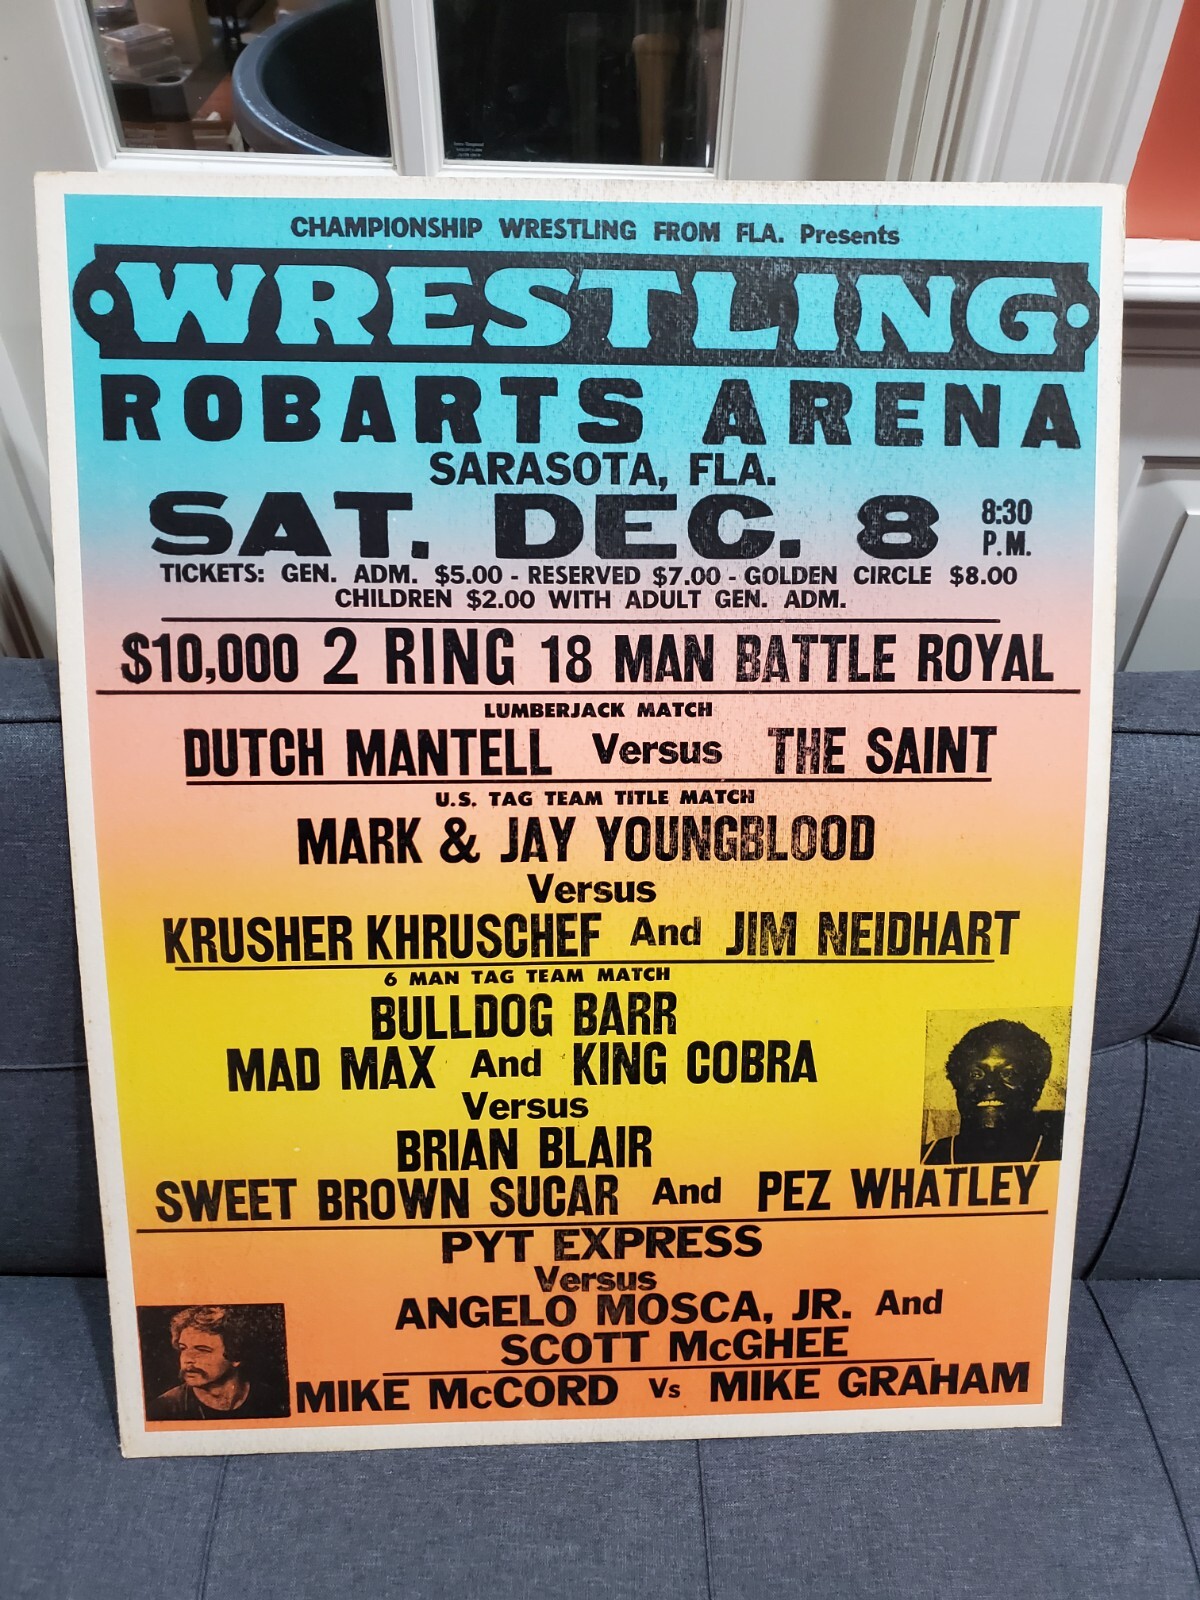 CHAMPIONSHIP WRESTLING FROM FLA. Presents
WRESTLING
ROBARTS ARENA
SARASOTA, FLA.
SAT. DEC. 8 8:30 P.M.
TICKETS: GEN. ADM. $5.00 - RESERVED $7.00 - GOLDEN CIRCLE $8.00
CHILDREN $2.00 WITH ADULT GEN. ADM.
$10,000 2 RING 18 MAN BATTLE ROYAL
LUMBERJACK MATCH
DUTCH MANTELL Versus THE SAINT
U.S. TAG TEAM TITLE MATCH
MARK & JAY YOUNGBLOOD
Versus
KRUSHER KHRUSCHEF And JIM NEIDHART
6 MAN TAG TEAM MATCH
BULLDOG BARR
MAD MAX And KING COBRA
Versus
BRIAN BLAIR
SWEET BROWN SUGAR And PEZ WHATLEY
PYT EXPRESS
Versus
ANGELO MOSCA, JR. And
SCOTT McGHEE
MIKE McCORD Vs MIKE GRAHAM